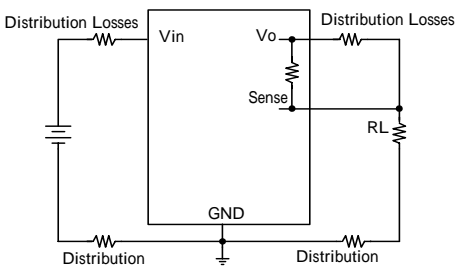 Distribution Losses
Distribution Losses
Vin
Vo
Sense
RL
GND
Distribution
Distribution